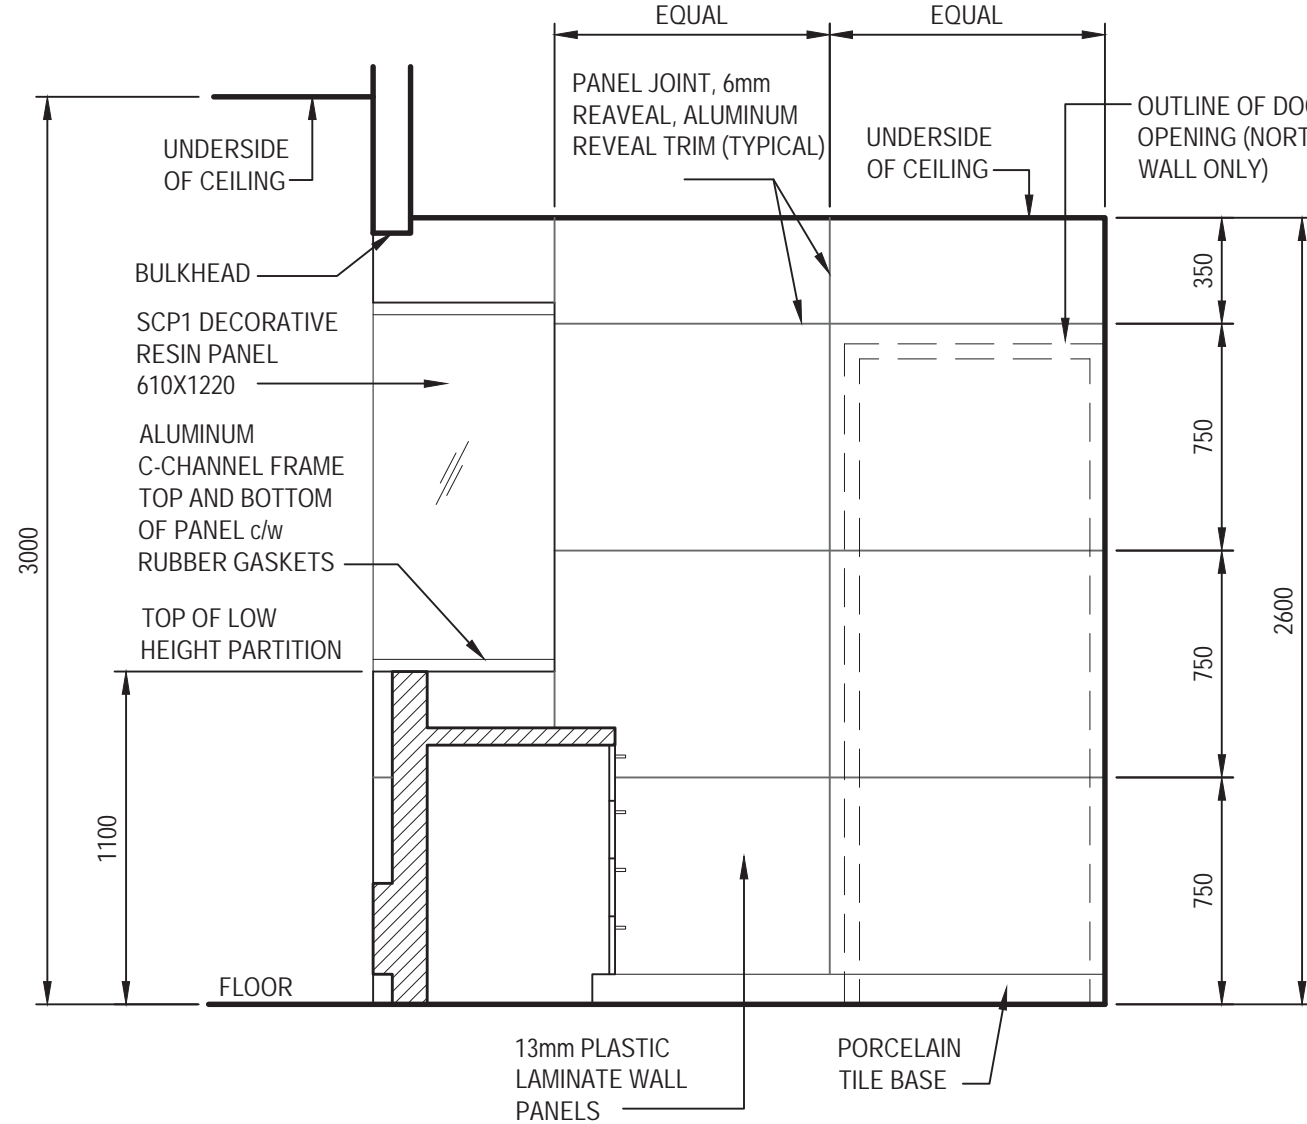 EQUAL
EQUAL
PANEL JOINT, 6mm
REAVEAL, ALUMINUM
REVEAL TRIM (TYPICAL)
UNDERSIDE
OF CEILING
OUTLINE OF DOO
OPENING (NORT
WALL ONLY)
UNDERSIDE
OF CEILING
BULKHEAD
SCP1 DECORATIVE
RESIN PANEL
610X1220
ALUMINUM
C-CHANNEL FRAME
TOP AND BOTTOM
OF PANEL c/w
RUBBER GASKETS
TOP OF LOW
HEIGHT PARTITION
3000
1100
350
750
750
750
2600
FLOOR
13mm PLASTIC
LAMINATE WALL
PANELS
PORCELAIN
TILE BASE